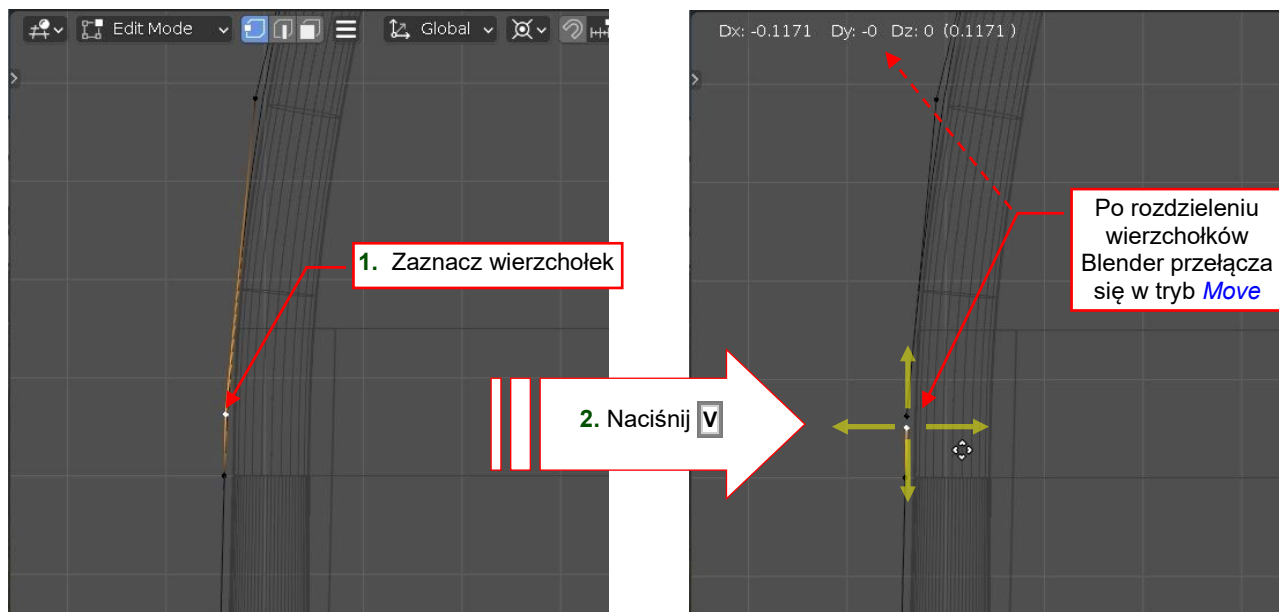 Edit Mode
Global
Dx: -0.1171 Dy: -0 Dz: 0 (0.1171 )
1. Zaznacz wierzchołek
Po rozdzieleniu
wierzchołków
Blender przełącza
się w tryb Move
2. Naciśnij V